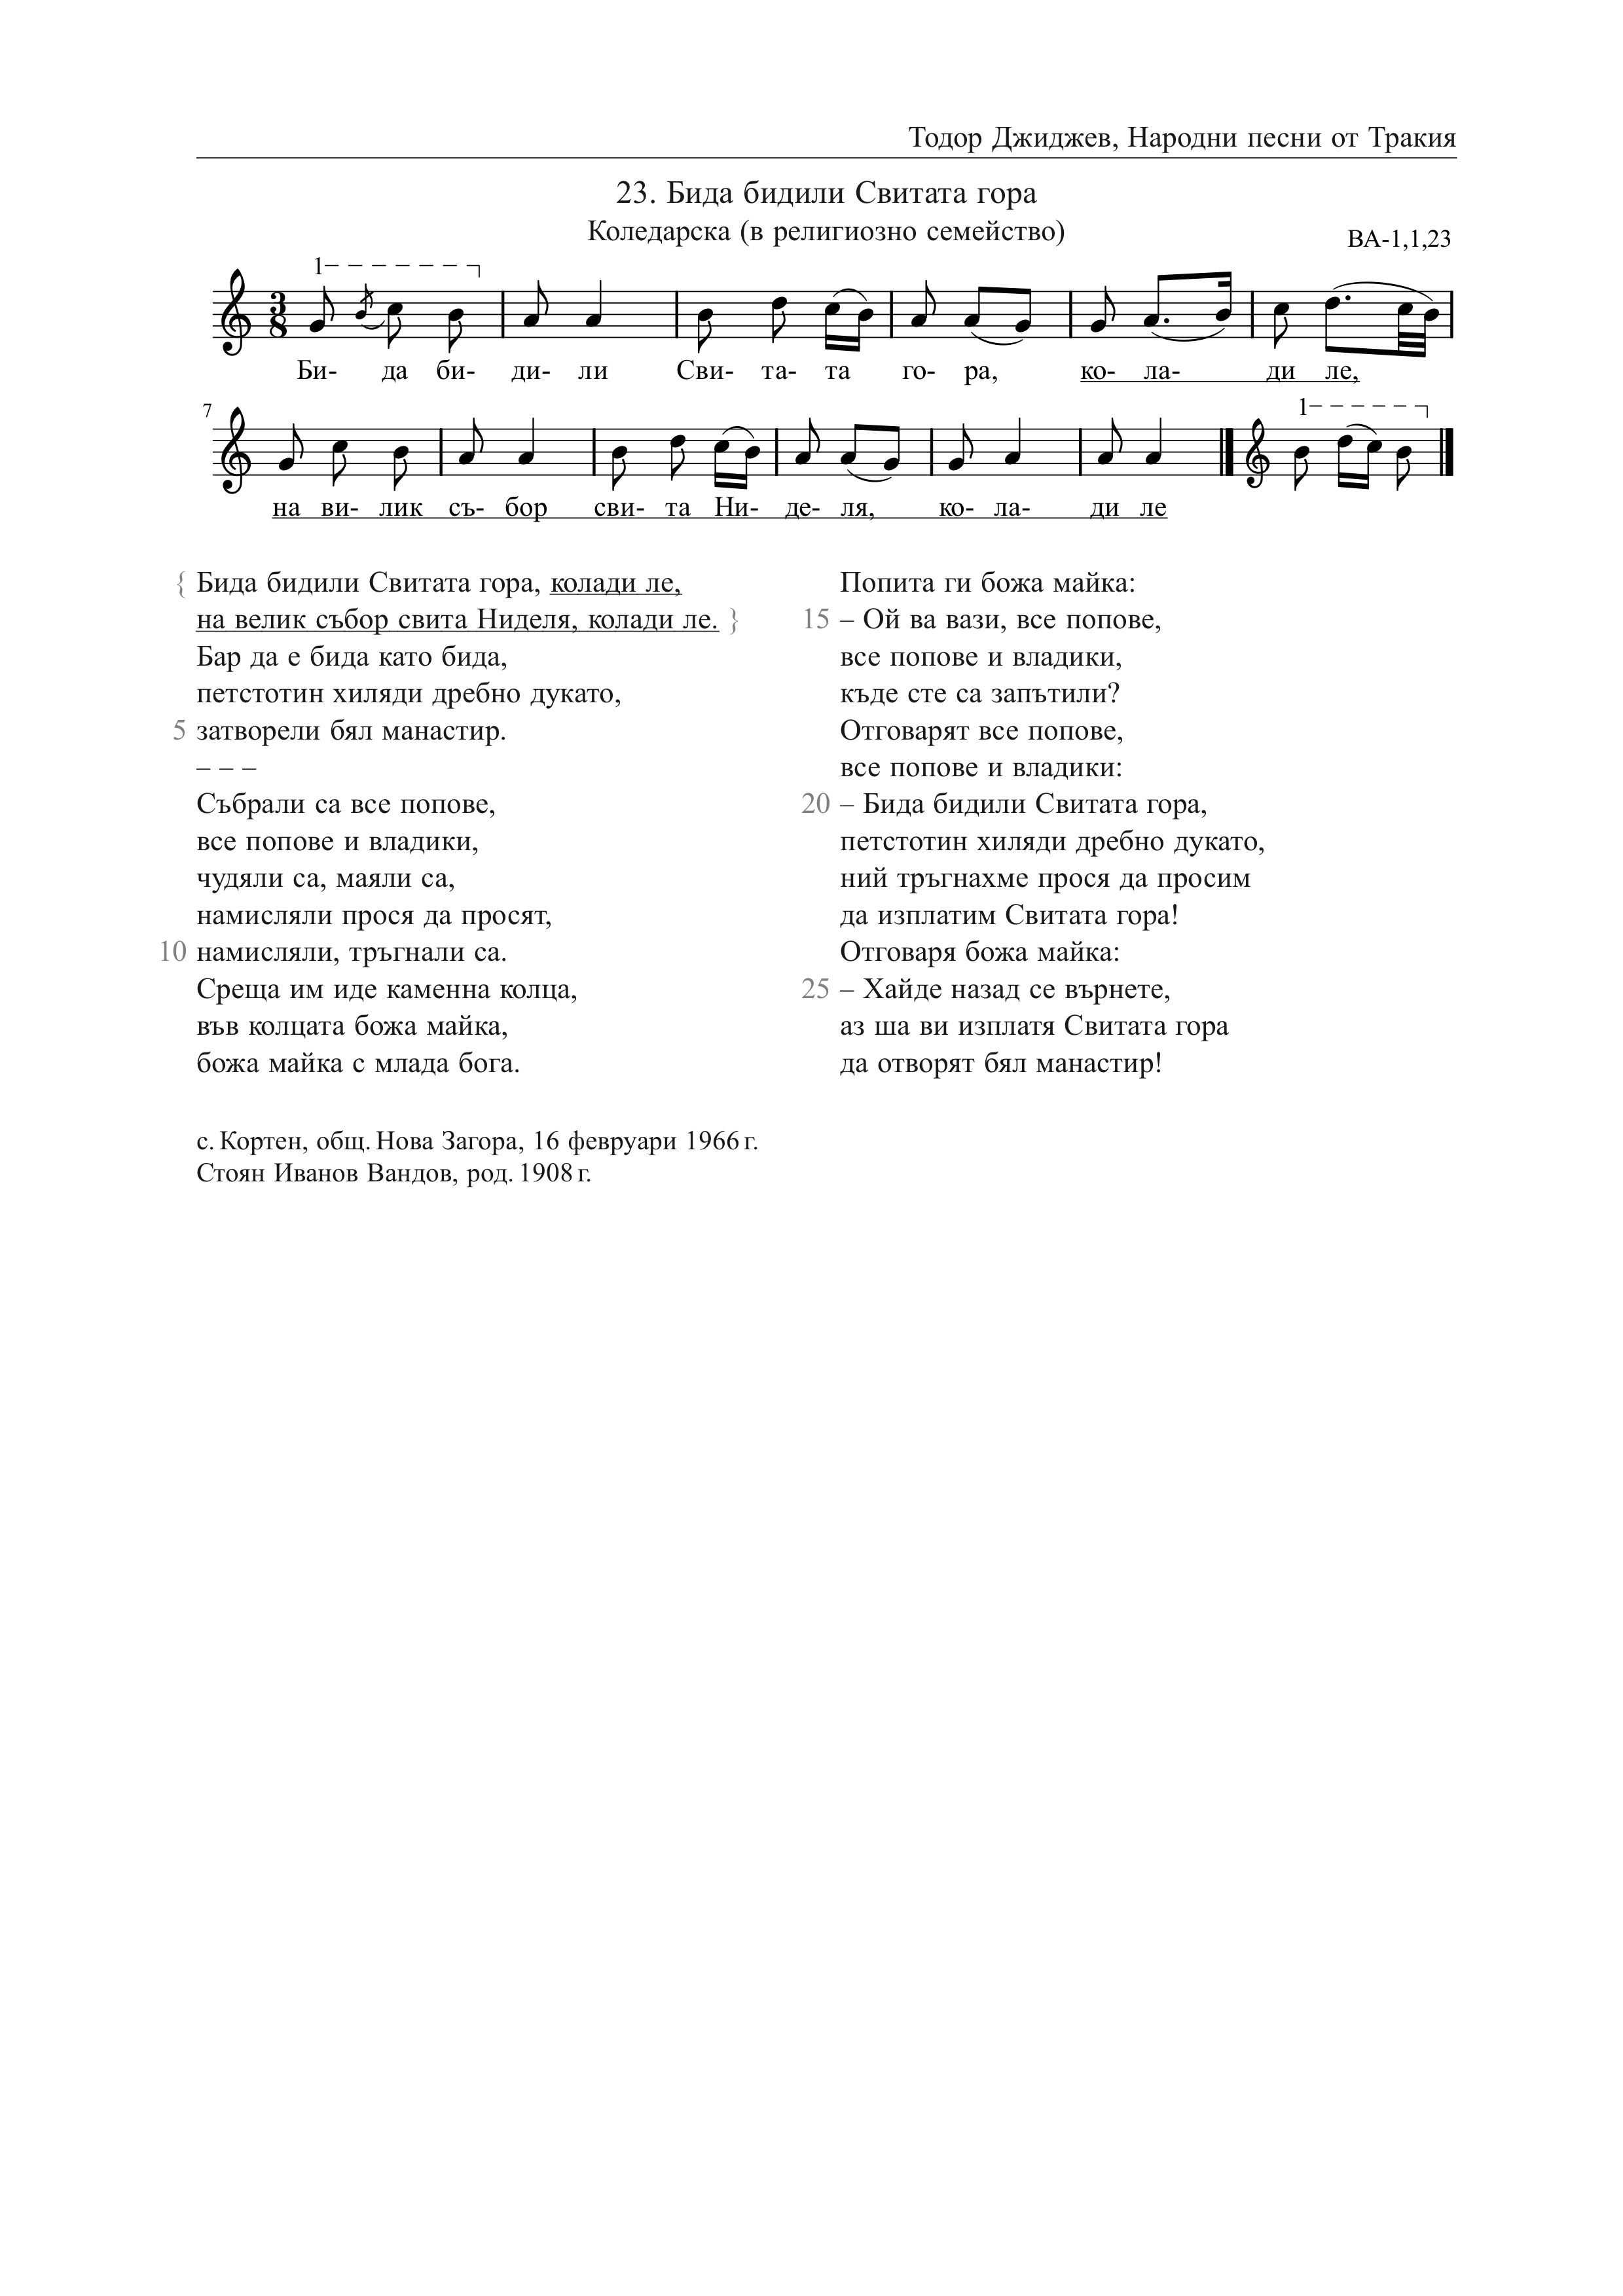 Тодор Джиджев, Народни песни от Тракия
23. Бида бидили Свитата гора
Коледарска (в религиозно семейство)
ВА-1,1,23
1
3
8
Би- да би- ди- ли Сви- та- та го- ра, ко- ла- ди ле,
7
1
на ви- лик съ- бор сви- та Ни- де- ля, ко- ла- ди ле
{ Бида бидили Свитата гора, колади ле,
на велик събор свита Ниделя, колади ле. }
Бар да е бида като бида,
петстотин хиляди дребно дукато,
5 затворели бял манастир.
– – –
Събрали са все попове,
все попове и владики,
чудяли са, маяли са,
намисляли прося да просят,
10 намисляли, тръгнали са.
Среща им иде каменна колца,
във колцата божа майка,
божа майка с млада бога.
Попита ги божа майка:
15 – Ой ва вази, все попове,
все попове и владики,
къде сте са запътили?
Отговарят все попове,
все попове и владики:
20 – Бида бидили Свитата гора,
петстотин хиляди дребно дукато,
ний тръгнахме прося да просим
да изплатим Свитата гора!
Отговаря божа майка:
25 – Хайде назад се върнете,
аз ша ви изплатя Свитата гора
да отворят бял манастир!
с. Кортен, общ. Нова Загора, 16 февруари 1966 г.
Стоян Иванов Вандов, род. 1908 г.